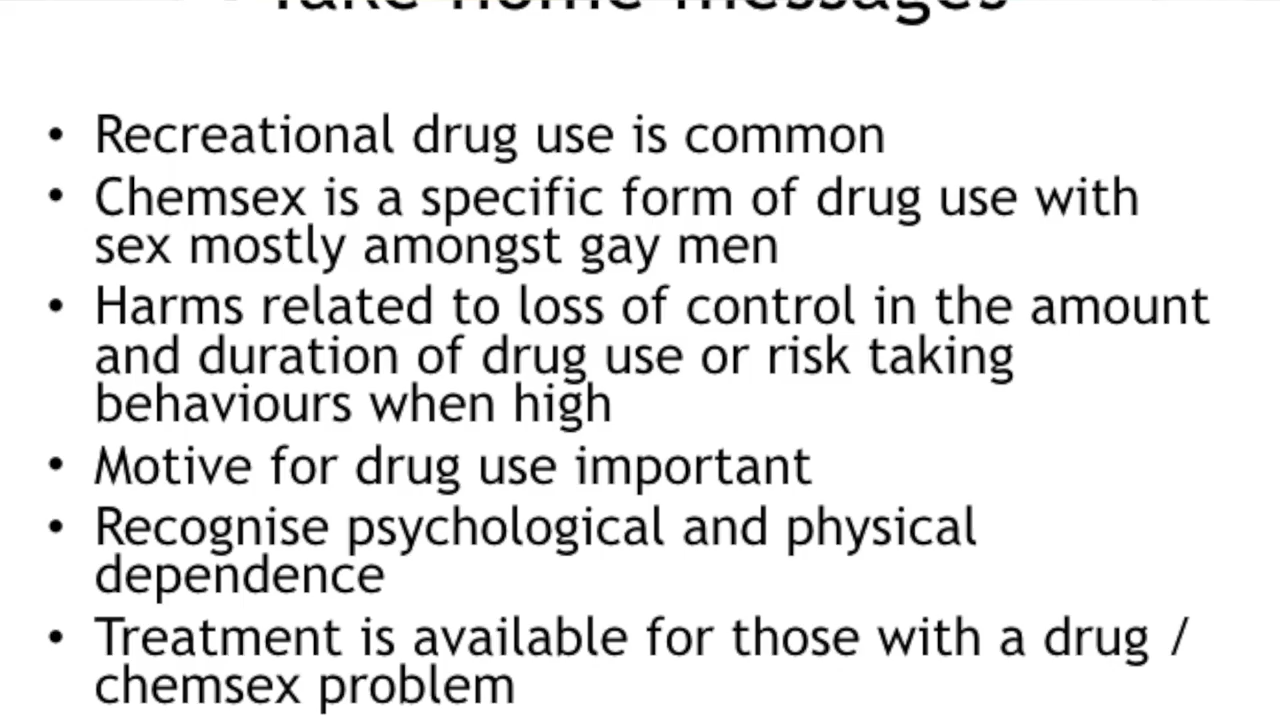 Take home messages
• Recreational drug use is common
• Chemsex is a specific form of drug use with
sex mostly amongst gay men
• Harms related to loss of control in the amount
and duration of drug use or risk taking
behaviours when high
• Motive for drug use important
• Recognise psychological and physical
dependence
• Treatment is available for those with a drug /
chemsex problem